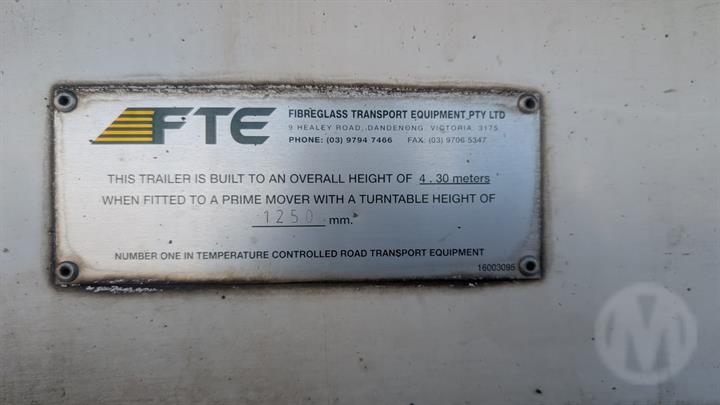 FTE
FIBREGLASS TRANSPORT EQUIPMENT PTY LTD
9 HEALEY ROAD, DANDENONG, VICTORIA, 3175
PHONE: (03) 9794 7466 FAX: (03) 9706 5347
THIS TRAILER IS BUILT TO AN OVERALL HEIGHT OF 4.30 meters
WHEN FITTED TO A PRIME MOVER WITH A TURNTABLE HEIGHT OF
1250 mm.
NUMBER ONE IN TEMPERATURE CONTROLLED ROAD TRANSPORT EQUIPMENT
16003095
M